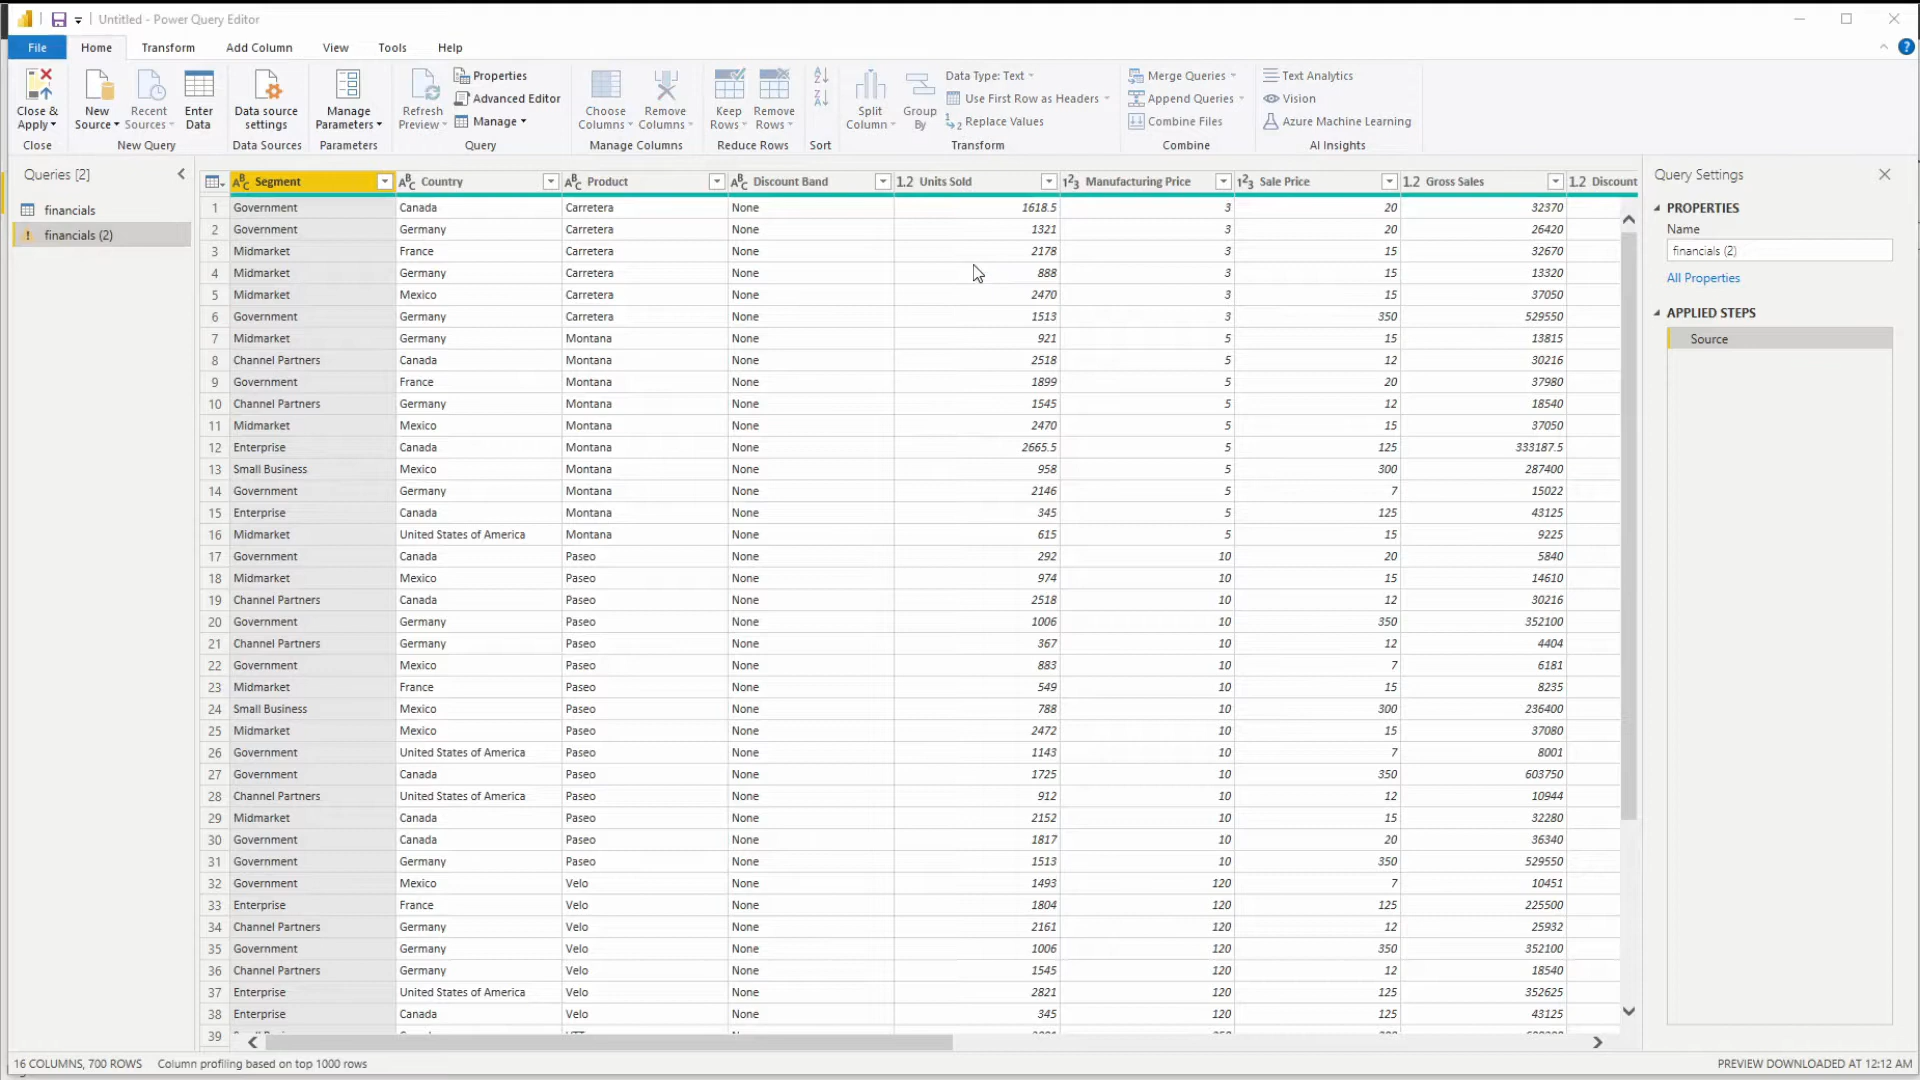 Untitled - Power Query Editor
File Home Transform Add Column View Tools Help
Close & Apply New Source Recent Sources Enter Data Data source settings Manage Parameters Refresh Preview Properties Advanced Editor Manage Choose Columns Remove Columns Keep Rows Remove Rows Split Column Group By Data Type: Text Use First Row as Headers Replace Values Merge Queries Append Queries Combine Files Text Analytics Vision Azure Machine Learning
Close New Query Data Sources Parameters Query Manage Columns Reduce Rows Sort Transform Combine AI Insights
Queries [2]
financials
financials (2)
Segment Country Product Discount Band 1.2 Units Sold Manufacturing Price Sale Price 1.2 Gross Sales 1.2 Discount
1 Government Canada Carretera None 1618.5 3 20 32370
2 Government Germany Carretera None 1321 3 20 26420
3 Midmarket France Carretera None 2178 3 15 32670
4 Midmarket Germany Carretera None 888 3 15 13320
5 Midmarket Mexico Carretera None 2470 3 15 37050
6 Government Germany Carretera None 1513 3 350 529550
7 Midmarket Germany Montana None 921 5 15 13815
8 Channel Partners Canada Montana None 2518 5 12 30216
9 Government France Montana None 1899 5 20 37980
10 Channel Partners Germany Montana None 1545 5 12 18540
11 Midmarket Mexico Montana None 2470 5 15 37050
12 Enterprise Canada Montana None 2665.5 5 125 333187.5
13 Small Business Mexico Montana None 958 5 300 287400
14 Government Germany Montana None 2146 5 7 15022
15 Enterprise Canada Montana None 345 5 125 43125
16 Midmarket United States of America Montana None 615 5 15 9225
17 Government Canada Paseo None 292 10 20 5840
18 Midmarket Mexico Paseo None 974 10 15 14610
19 Channel Partners Canada Paseo None 2518 10 12 30216
20 Government Germany Paseo None 1006 10 350 352100
21 Channel Partners Germany Paseo None 367 10 12 4404
22 Government Mexico Paseo None 883 10 7 6181
23 Midmarket France Paseo None 549 10 15 8235
24 Small Business Mexico Paseo None 788 10 300 236400
25 Midmarket Mexico Paseo None 2472 10 15 37080
26 Government United States of America Paseo None 1143 10 7 8001
27 Government Canada Paseo None 1725 10 350 603750
28 Channel Partners United States of America Paseo None 912 10 12 10944
29 Midmarket Canada Paseo None 2152 10 15 32280
30 Government Canada Paseo None 1817 10 20 36340
31 Government Germany Paseo None 1513 10 350 529550
32 Government Mexico Velo None 1493 120 7 10451
33 Enterprise France Velo None 1804 120 125 225500
34 Channel Partners Germany Velo None 2161 120 12 25932
35 Government Germany Velo None 1006 120 350 352100
36 Channel Partners Germany Velo None 1545 120 12 18540
37 Enterprise United States of America Velo None 2821 120 125 352625
38 Enterprise Canada Velo None 345 120 125 43125
39
Query Settings
PROPERTIES
Name
financials (2)
All Properties
APPLIED STEPS
Source
16 COLUMNS, 700 ROWS Column profiling based on top 1000 rows
PREVIEW DOWNLOADED AT 12:12 AM